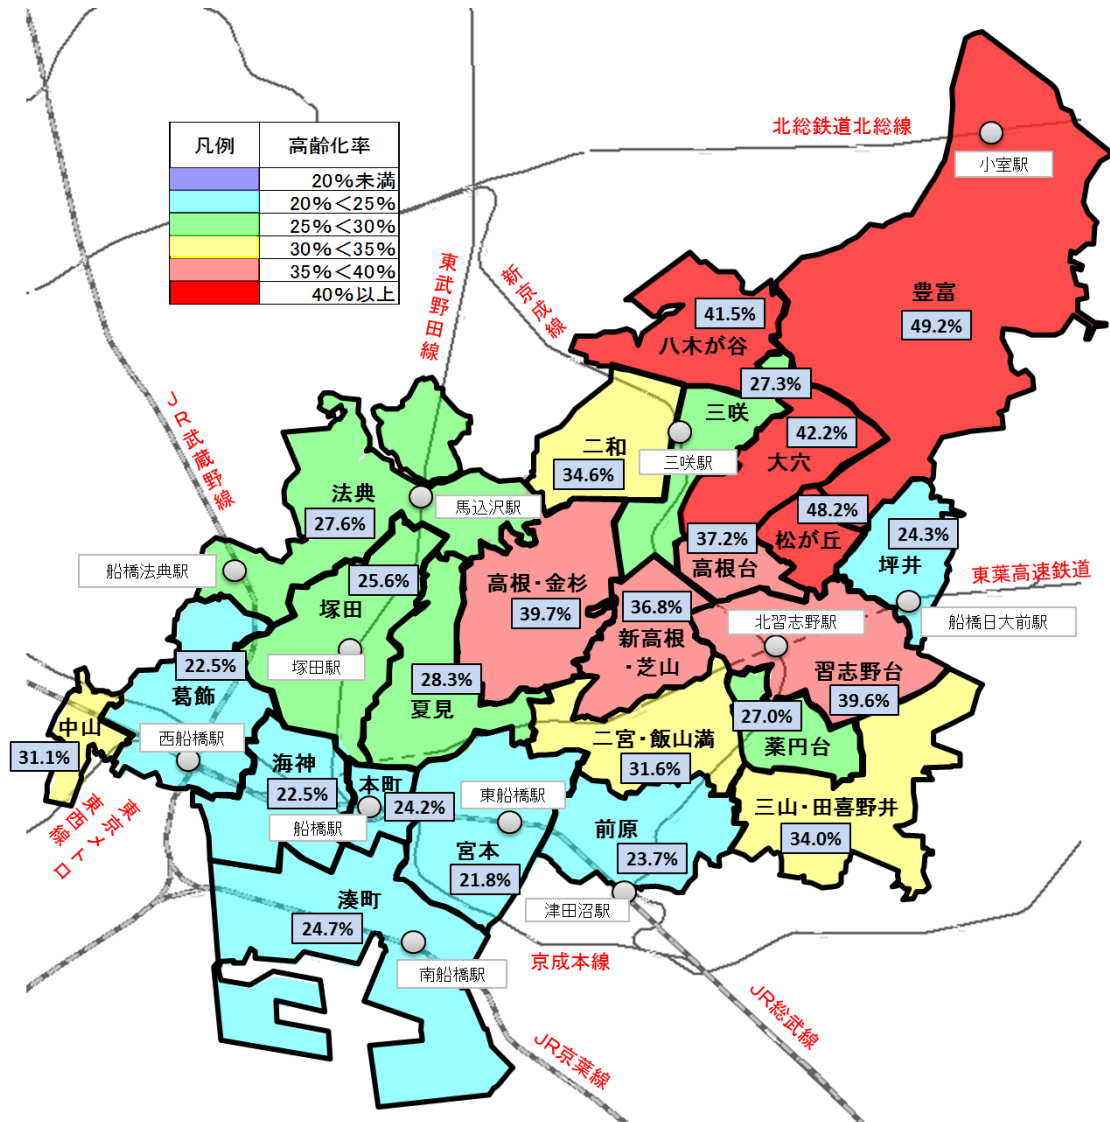 凡例 高齢化率
20%未満
20%<25%
25%<30%
30%<35%
35%<40%
40%以上
北総鉄道北総線
小室駅
東武野田線
新京成線
豊富
49.2%
41.5%
八木が谷
27.3%
三咲
三咲駅
42.2%
大穴
二和
34.6%
JR武蔵野線
法典
27.6%
馬込沢駅
48.2%
松が丘
37.2%
高根台
24.3%
坪井
東葉高速鉄道
船橋日大前駅
船橋法典駅
25.6%
塚田
塚田駅
高根・金杉
39.7%
36.8%
新高根
・芝山
北習志野駅
習志野台
39.6%
22.5%
葛飾
28.3%
夏見
27.0%
薬円台
中山
31.1%
西船橋駅
二宮・飯山満
31.6%
海神
22.5%
本町
24.2%
船橋駅
東船橋駅
東京メトロ
東西線
三山・田喜野井
34.0%
前原
23.7%
宮本
21.8%
津田沼駅
湊町
24.7%
南船橋駅
京成本線
JR総武線
JR京葉線